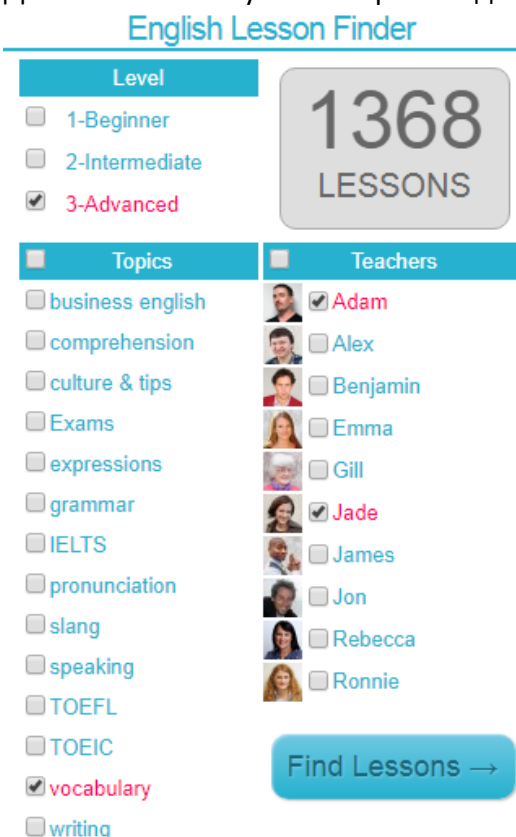 English Lesson Finder
Level
1-Beginner
2-Intermediate
3-Advanced
1368
LESSONS
Topics
business english
comprehension
culture & tips
Exams
expressions
grammar
IELTS
pronunciation
slang
speaking
TOEFL
TOEIC
vocabulary
writing
Teachers
Adam
Alex
Benjamin
Emma
Gill
Jade
James
Jon
Rebecca
Ronnie
Find Lessons →